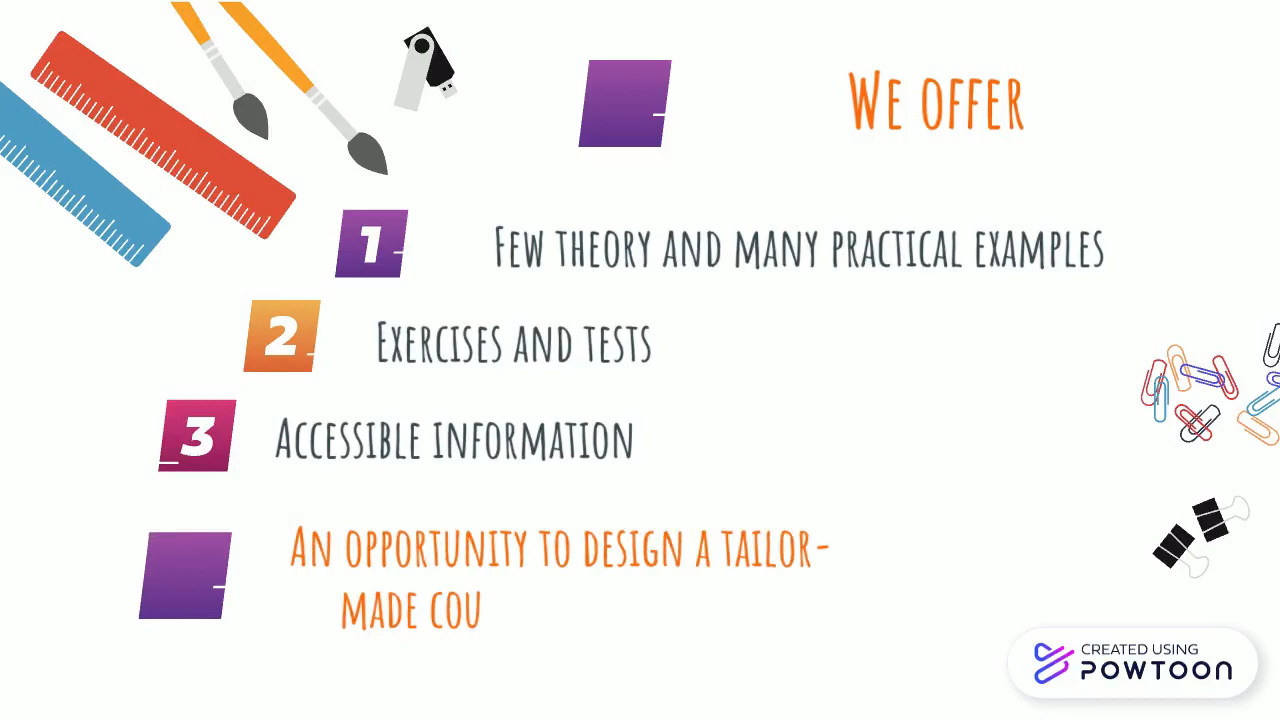 We offer
1 Few theory and many practical examples
2 Exercises and tests
3 Accessible information
An opportunity to design a tailor-
made cou
CREATED USING
POWTOON